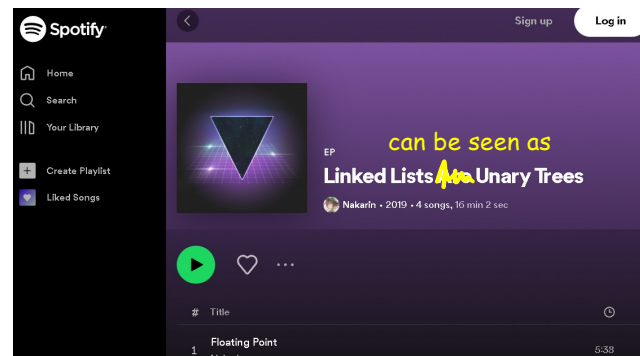 Spotify
Sign up
Log in
Home
Search
Your Library
Create Playlist
Liked Songs
can be seen as
EP
Linked Lists Are Unary Trees
Nakarin • 2019 • 4 songs, 16 min 2 sec
# Title
1 Floating Point 5:38